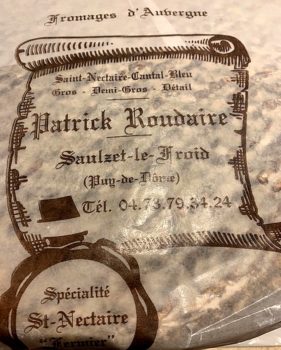 Fromages d'Auvergne
Saint-Nectaire-Cantal-Bleu
Gros - Demi-Gros - Détail
Patrick Roudaire
Saulzet-le-Froid
(Puy-de-Dôme)
Tél. 04.73.79.34.24
Spécialité
St-Nectaire
"Fermier"